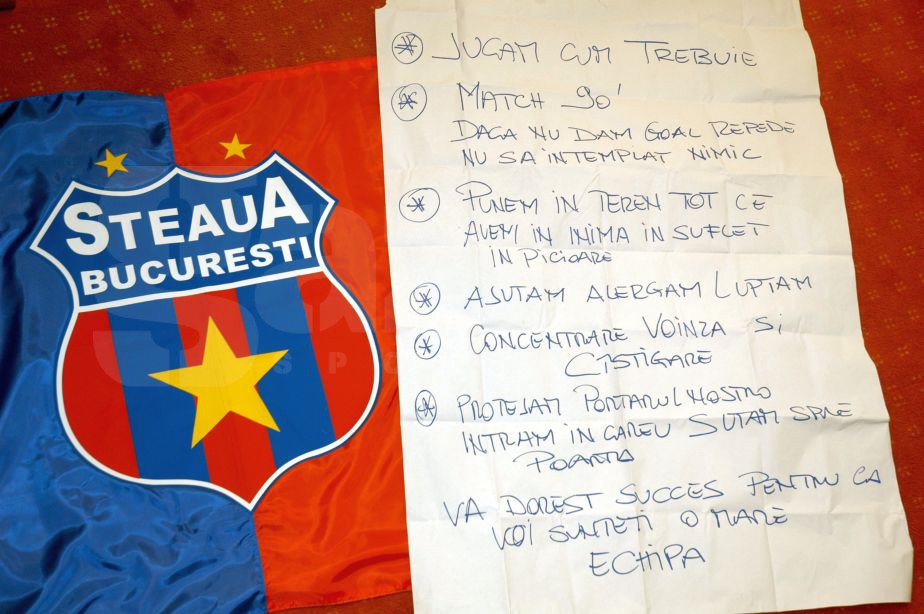 STEAUA
BUCURESTI
JUGAM CUM TREBUIE
MATCH 90'
DACA NU DAM GOAL REPEDE
NU SA INTEMPLAT NIMIC
PUNEM IN TEREN TOT CE
AVEM IN INIMA IN SUFLET
IN PICIOARE
AJUTAM ALERGAM LUPTAM
CONCENTRARE VOINZA SI
CISTIGARE
PROTEJAM PORTARUL NOSTRO
INTRAM IN CAREU SUTAM SPRE
POARTA
VA DOREST SUCCES PENTRU CA
VOI SUNTETI O MARE
ECHIPA